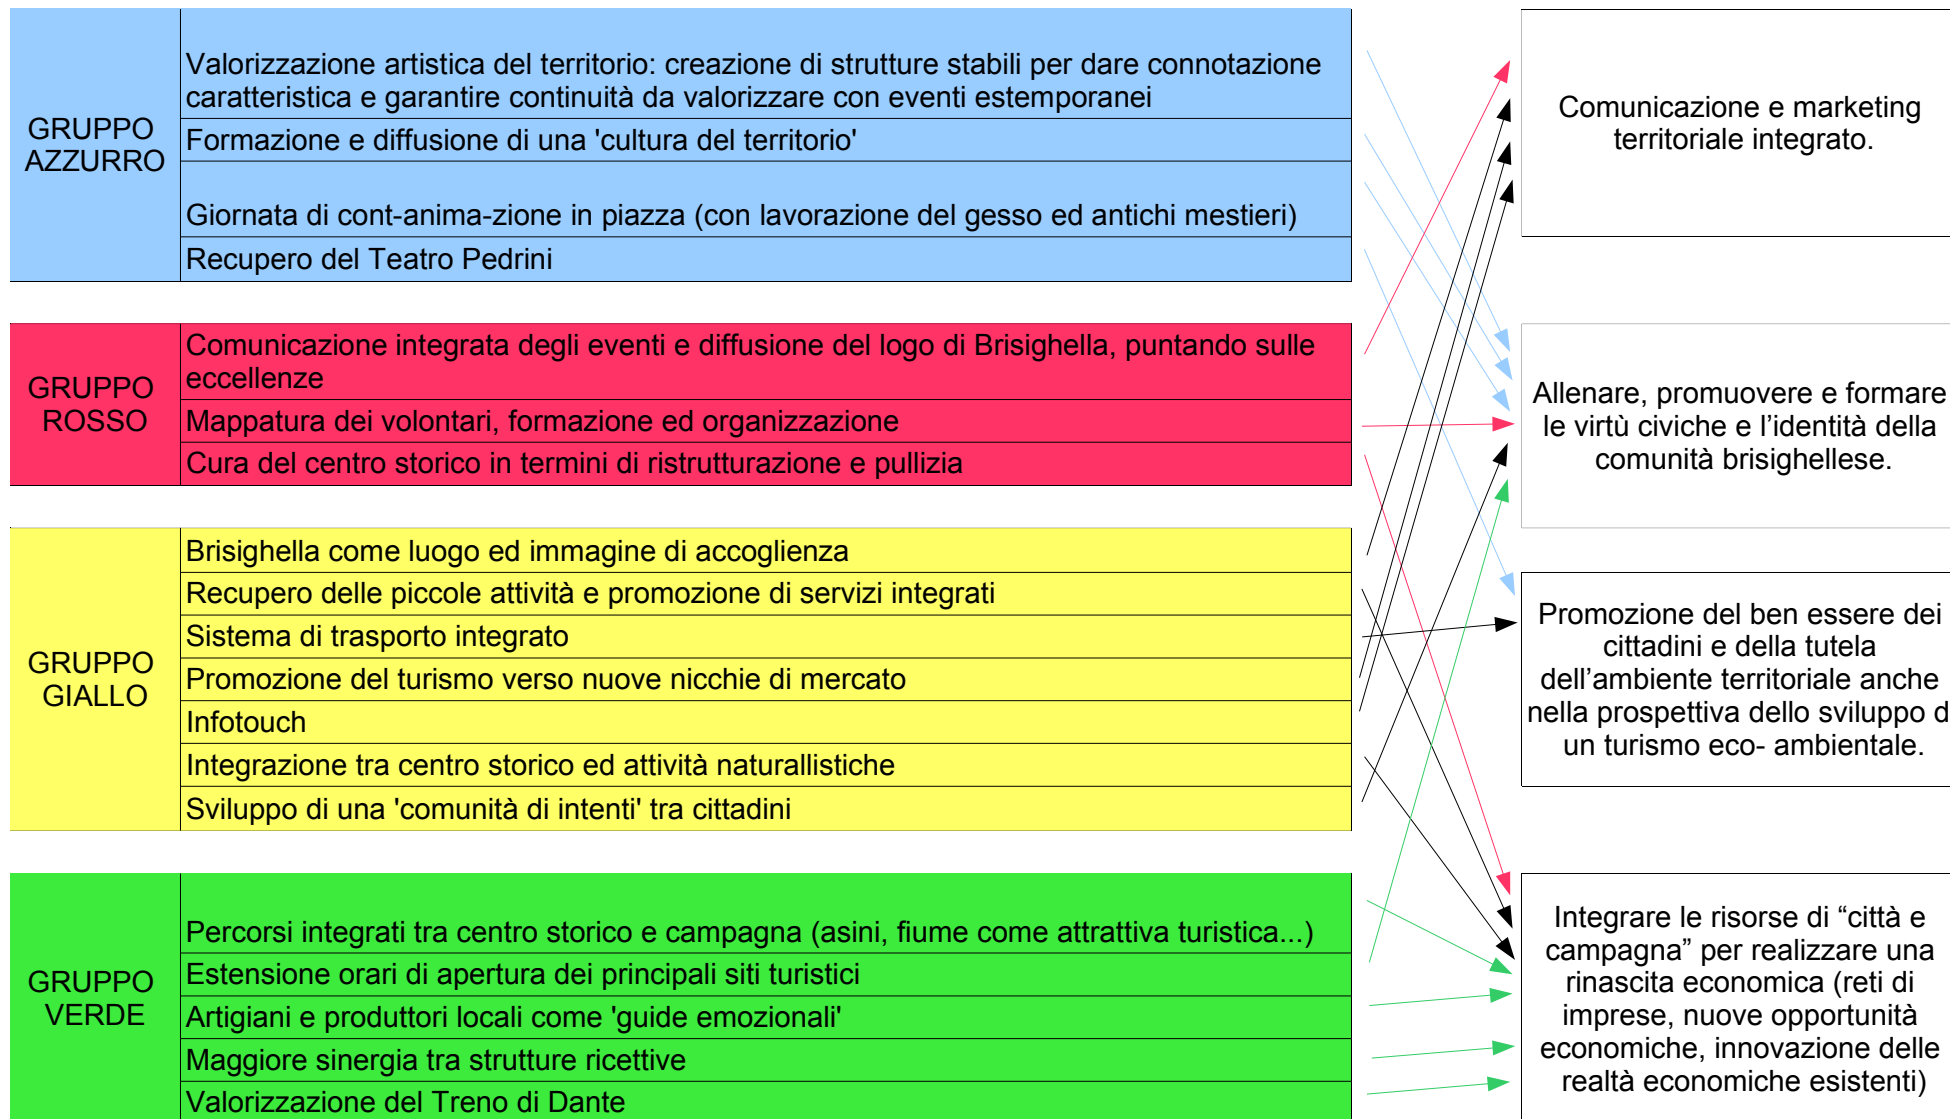 GRUPPO
AZZURRO
Valorizzazione artistica del territorio: creazione di strutture stabili per dare connotazione
caratteristica e garantire continuità da valorizzare con eventi estemporanei
Formazione e diffusione di una 'cultura del territorio'
Giornata di cont-anima-zione in piazza (con lavorazione del gesso ed antichi mestieri)
Recupero del Teatro Pedrini
GRUPPO
ROSSO
Comunicazione integrata degli eventi e diffusione del logo di Brisighella, puntando sulle
eccellenze
Mappatura dei volontari, formazione ed organizzazione
Cura del centro storico in termini di ristrutturazione e pullizia
GRUPPO
GIALLO
Brisighella come luogo ed immagine di accoglienza
Recupero delle piccole attività e promozione di servizi integrati
Sistema di trasporto integrato
Promozione del turismo verso nuove nicchie di mercato
Infotouch
Integrazione tra centro storico ed attività naturallistiche
Sviluppo di una 'comunità di intenti' tra cittadini
GRUPPO
VERDE
Percorsi integrati tra centro storico e campagna (asini, fiume come attrattiva turistica...)
Estensione orari di apertura dei principali siti turistici
Artigiani e produttori locali come 'guide emozionali'
Maggiore sinergia tra strutture ricettive
Valorizzazione del Treno di Dante
Comunicazione e marketing
territoriale integrato.
Allenare, promuovere e formare
le virtù civiche e l’identità della
comunità brisighellese.
Promozione del ben essere dei
cittadini e della tutela
dell’ambiente territoriale anche
nella prospettiva dello sviluppo d
un turismo eco- ambientale.
Integrare le risorse di “città e
campagna” per realizzare una
rinascita economica (reti di
imprese, nuove opportunità
economiche, innovazione delle
realtà economiche esistenti)